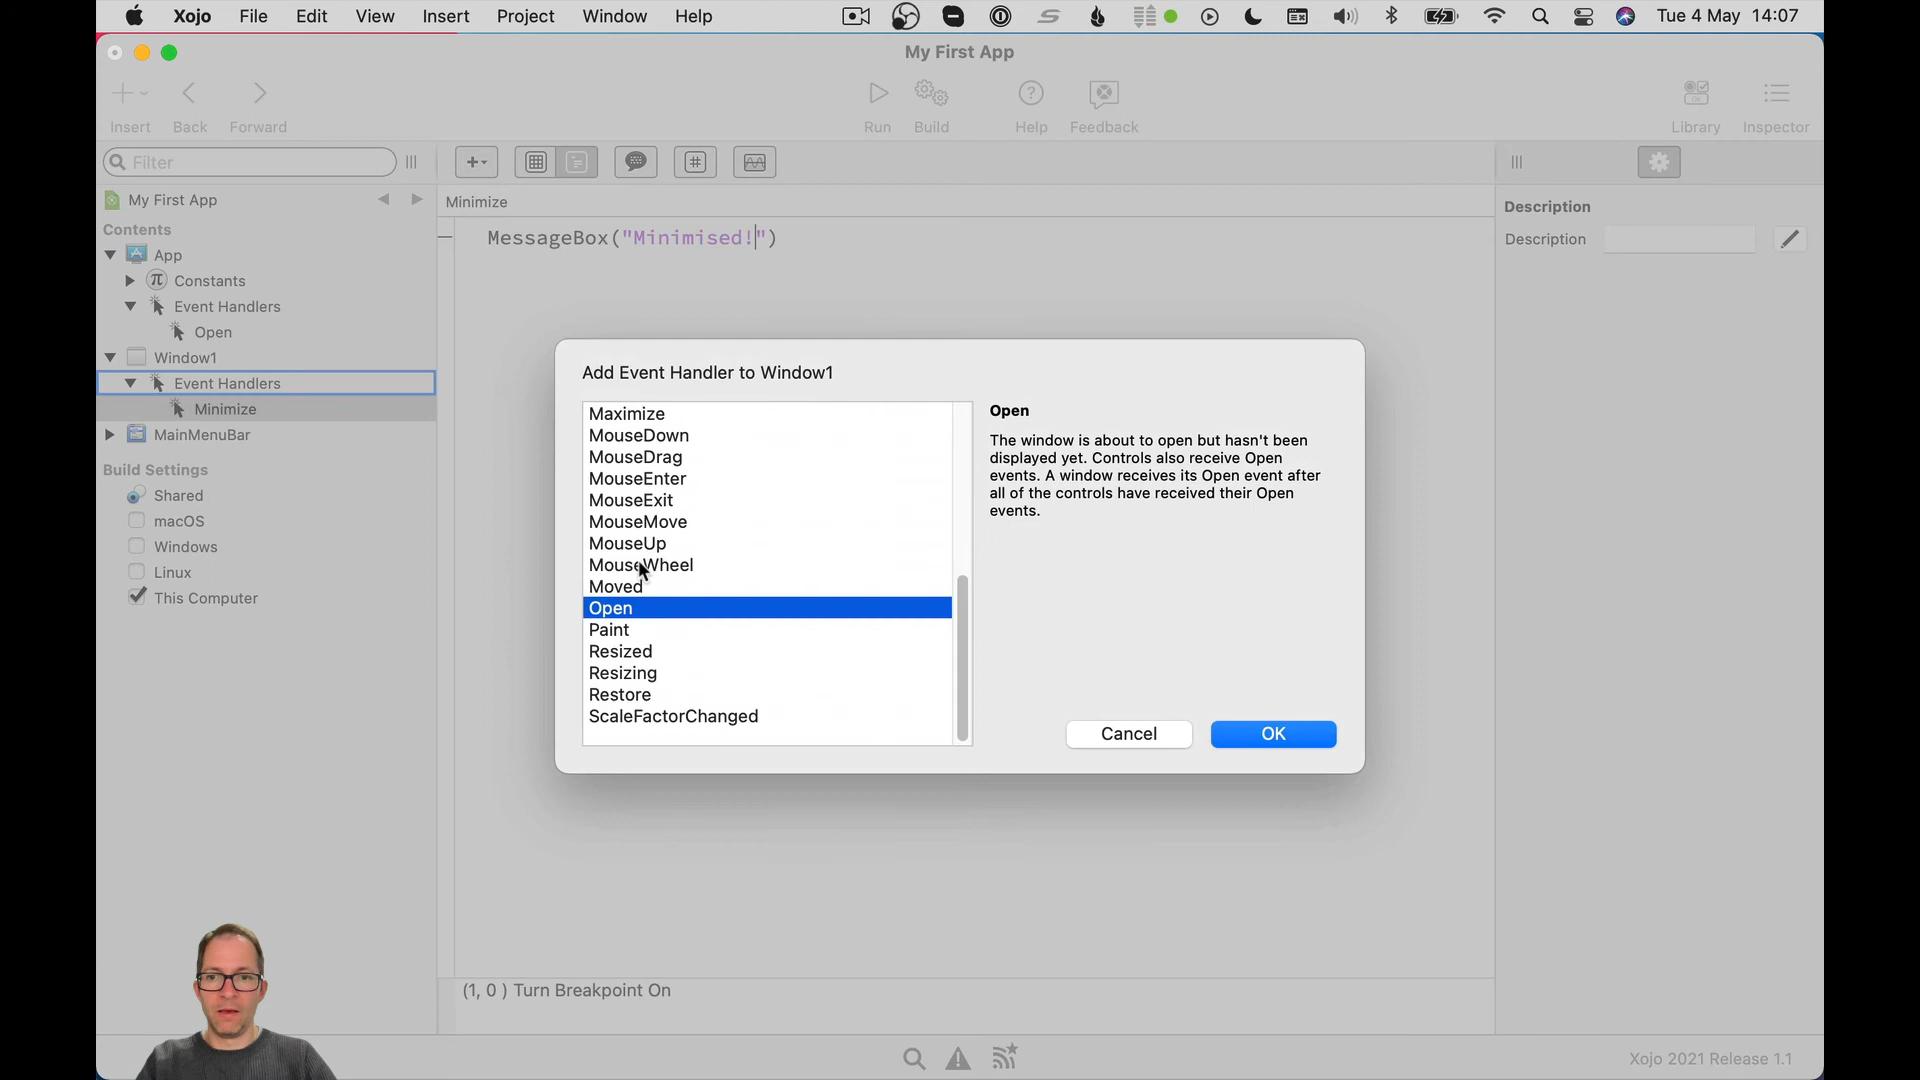 Xojo File Edit View Insert Project Window Help Tue 4 May 14:07
My First App
Insert Back Forward Run Build Help Feedback Library Inspector
Filter
My First App
Contents
App
Constants
Event Handlers
Open
Window1
Event Handlers
Minimize
MainMenuBar
Build Settings
Shared
macOS
Windows
Linux
This Computer
Minimize
MessageBox("Minimised!")
Add Event Handler to Window1
Maximize
MouseDown
MouseDrag
MouseEnter
MouseExit
MouseMove
MouseUp
MouseWheel
Moved
Open
Paint
Resized
Resizing
Restore
ScaleFactorChanged
Open
The window is about to open but hasn't been
displayed yet. Controls also receive Open
events. A window receives its Open event after
all of the controls have received their Open
events.
Cancel OK
Description
Description
(1, 0 ) Turn Breakpoint On
Xojo 2021 Release 1.1